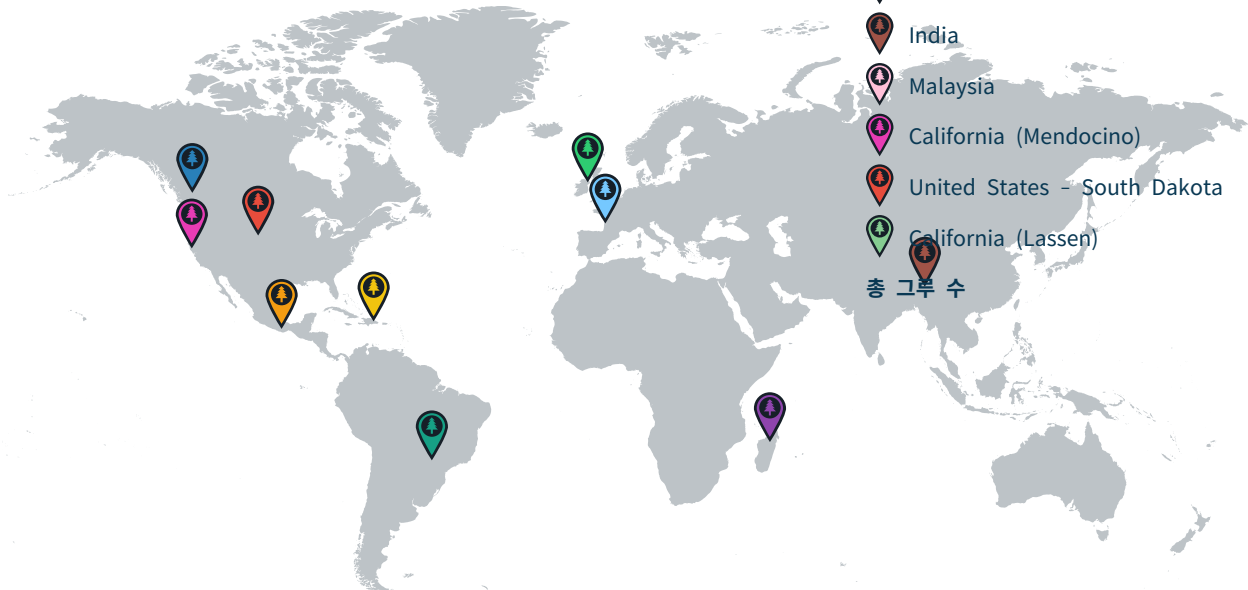 India
Malaysia
California (Mendocino)
United States - South Dakota
California (Lassen)
총 그루 수